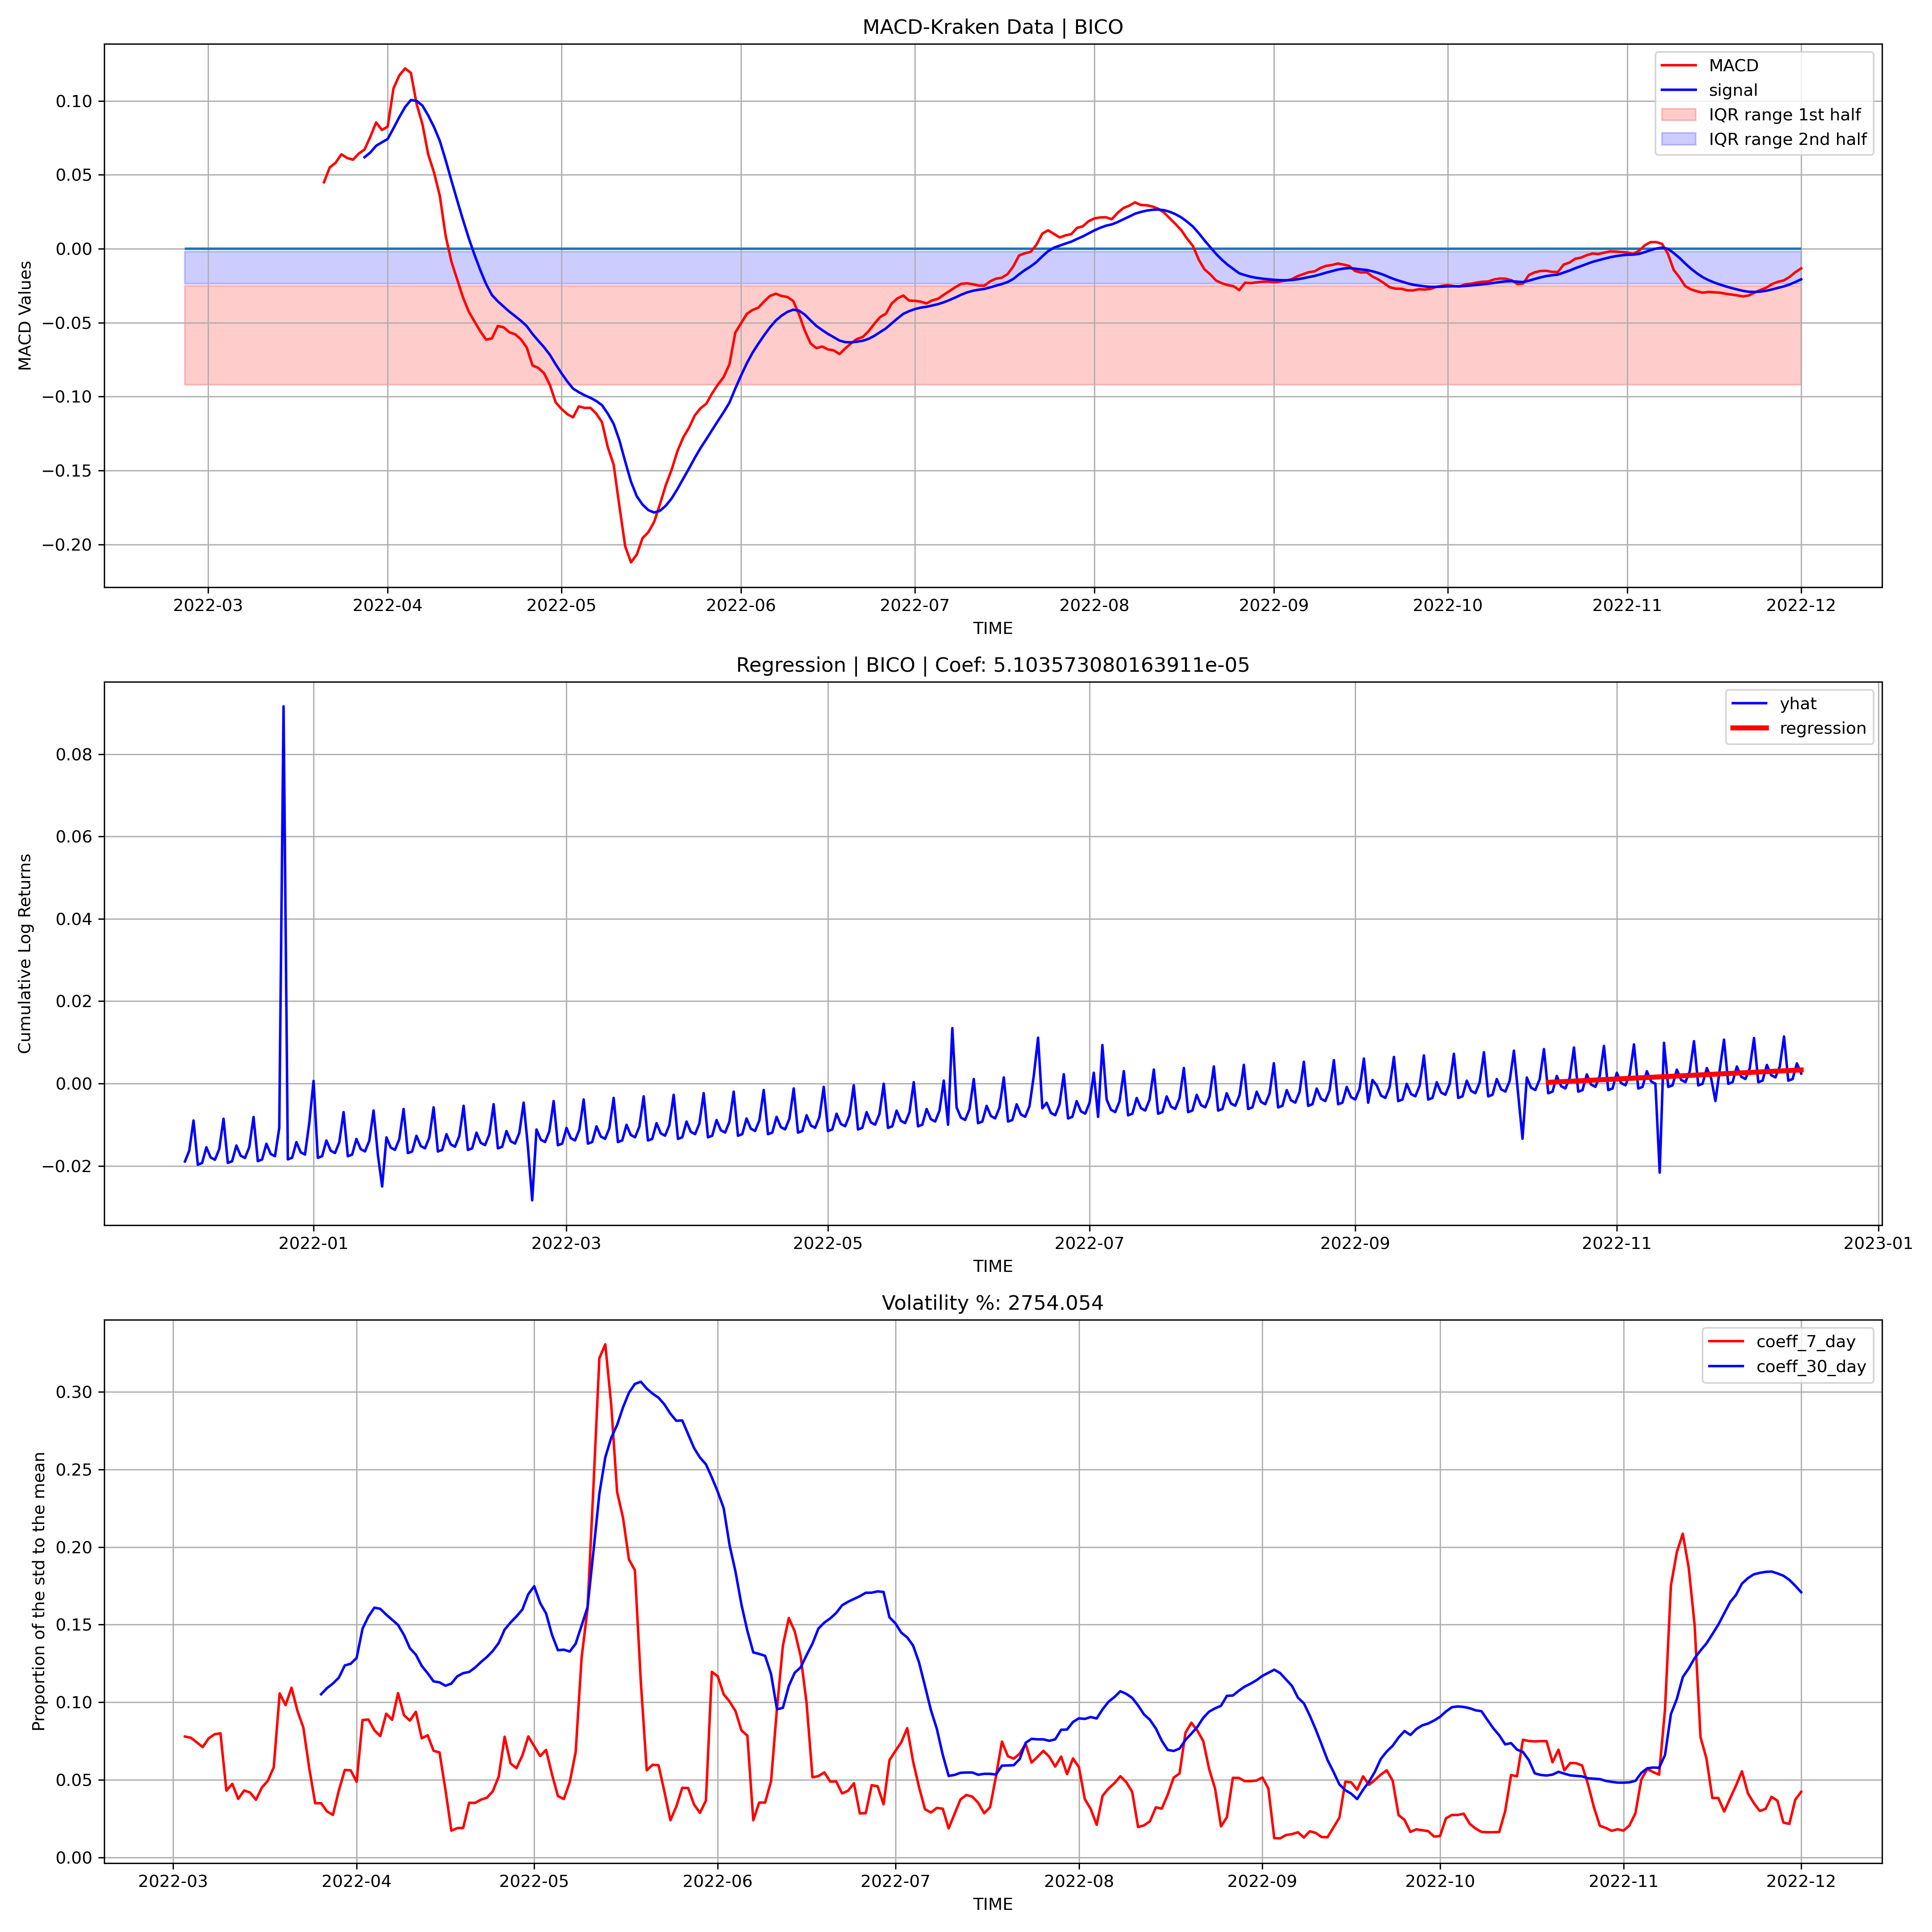 MACD-Kraken Data | BICO
MACD
signal
IQR range 1st half
IQR range 2nd half
0.10
0.05
0.00
−0.05
−0.10
−0.15
−0.20
MACD Values
2022-03 2022-04 2022-05 2022-06 2022-07 2022-08 2022-09 2022-10 2022-11 2022-12
TIME
Regression | BICO | Coef: 5.103573080163911e-05
yhat
regression
0.08
0.06
0.04
0.02
0.00
−0.02
Cumulative Log Returns
2022-01 2022-03 2022-05 2022-07 2022-09 2022-11 2023-01
TIME
Volatility %: 2754.054
coeff_7_day
coeff_30_day
0.30
0.25
0.20
0.15
0.10
0.05
0.00
Proportion of the std to the mean
2022-03 2022-04 2022-05 2022-06 2022-07 2022-08 2022-09 2022-10 2022-11 2022-12
TIME